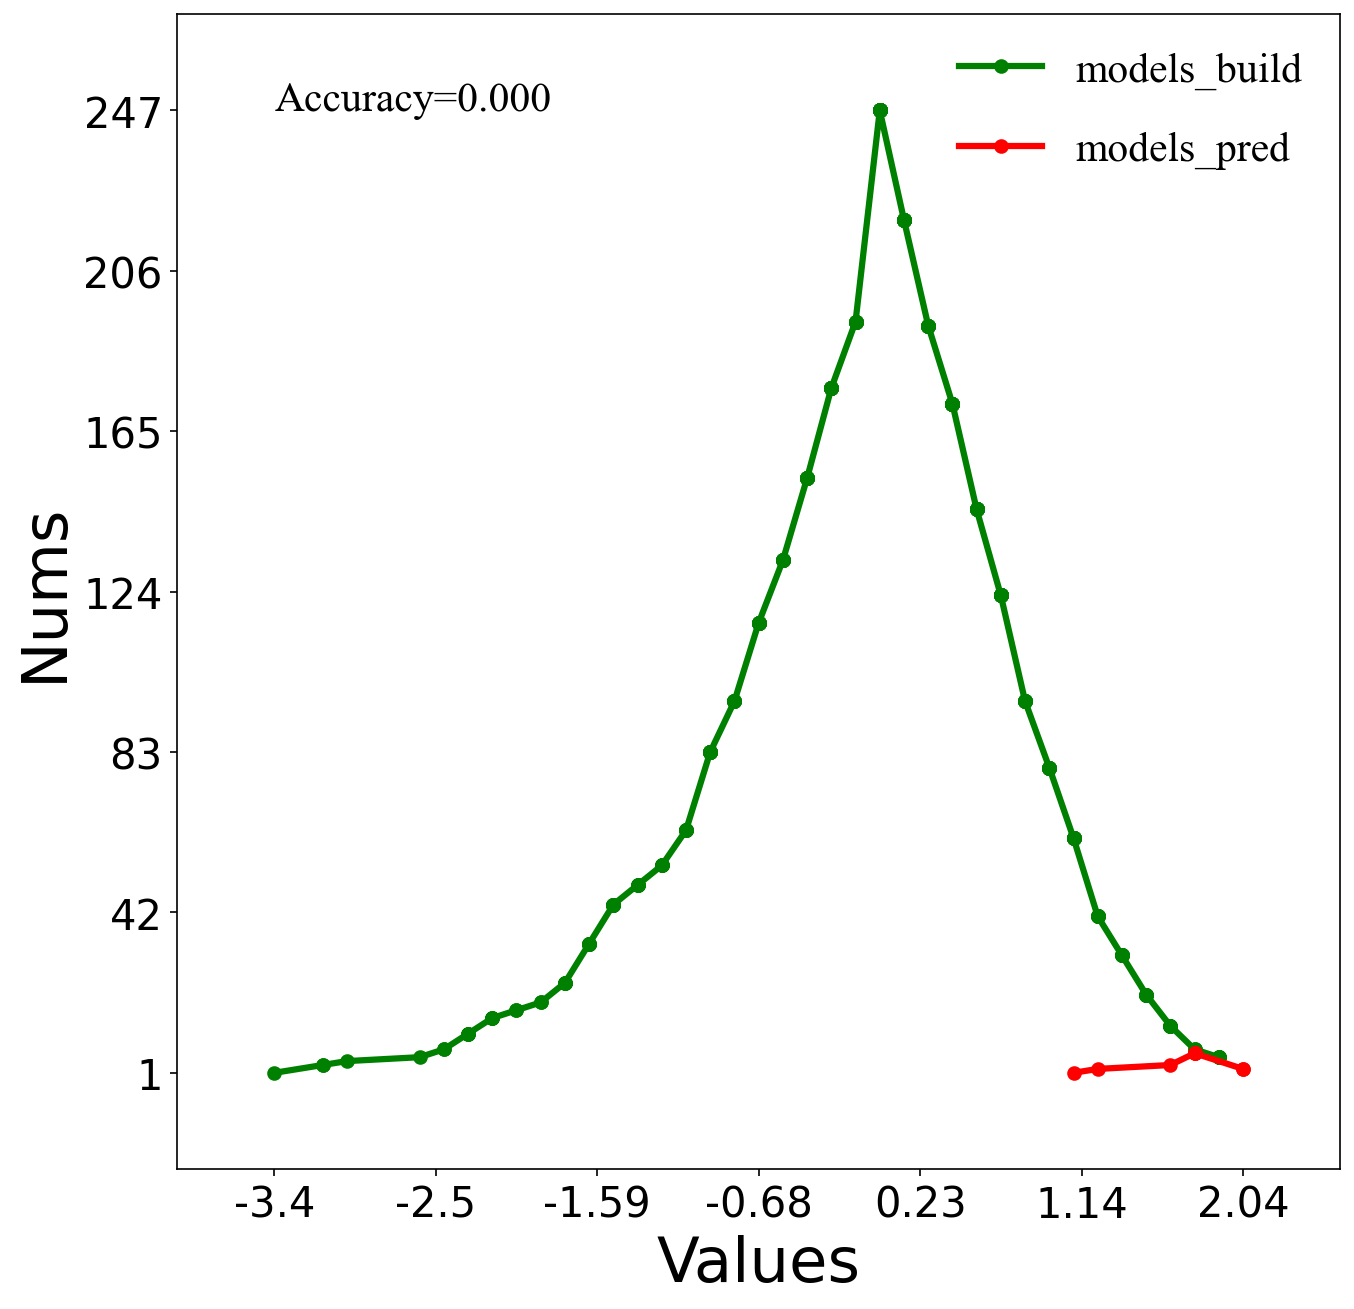 Accuracy=0.000
models_build
models_pred
247
206
165
124
83
42
1
Nums
-3.4 -2.5 -1.59 -0.68 0.23 1.14 2.04
Values